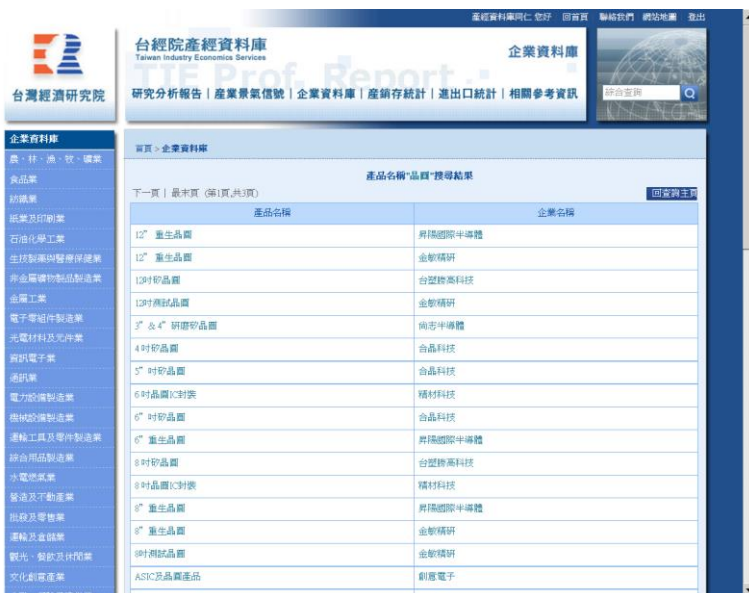 產經資料庫同仁 您好 回首頁 聯絡我們 網站地圖 登出
台灣經濟研究院
台經院產經資料庫
Taiwan Industry Economics Services
企業資料庫
TIE Prof. Report
研究分析報告 | 產業景氣信號 | 企業資料庫 | 產銷存統計 | 進出口統計 | 相關參考資訊
綜合查詢
企業資料庫
農、林、漁、牧、礦業
食品業
紡織業
紙業及印刷業
石油化學工業
生技製藥與醫療保健業
非金屬礦物製品製造業
金屬工業
電子零組件製造業
光電材料及元件業
資訊電子業
通訊業
電力設備製造業
機械設備製造業
運輸工具及零件製造業
綜合用品製造業
水電燃氣業
營造及不動產業
批發及零售業
運輸及倉儲業
觀光、餐飲及休閒業
文化創意產業
首頁 > 企業資料庫
產品名稱"晶圓"搜尋結果
下一頁 | 最末頁 (第1頁,共3頁)
回查詢主頁
產品名稱 企業名稱
12" 重生晶圓 昇陽國際半導體
12" 重生晶圓 金敏精研
12吋矽晶圓 台塑勝高科技
12吋測試晶圓 金敏精研
3" & 4" 研磨矽晶圓 尚志半導體
4吋矽晶圓 合晶科技
5" 吋矽晶圓 合晶科技
6吋晶圓IC封裝 精材科技
6" 吋矽晶圓 合晶科技
6" 重生晶圓 昇陽國際半導體
8吋矽晶圓 台塑勝高科技
8吋晶圓IC封裝 精材科技
8" 重生晶圓 昇陽國際半導體
8" 重生晶圓 金敏精研
8吋測試晶圓 金敏精研
ASIC及晶圓產品 創意電子